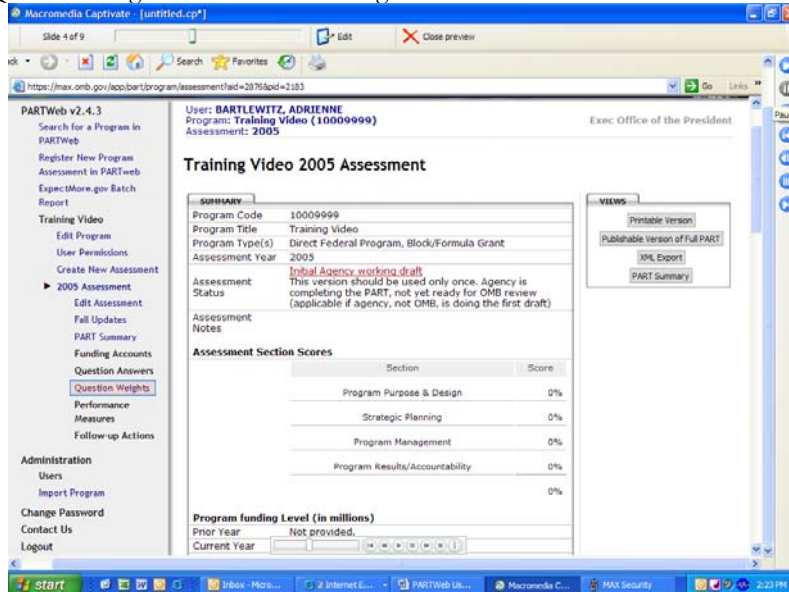 Macromedia Captivate - [untitled.cp*]
Slide 4 of 9
Edit
Close preview
Search
Favorites
https://max.omb.gov/app/part/program/assessment?aid=2876&pid=2183
Go
Links
PARTWeb v2.4.3
Search for a Program in
PARTWeb
Register New Program
Assessment in PARTweb
ExpectMore.gov Batch
Report
Training Video
Edit Program
User Permissions
Create New Assessment
2005 Assessment
Edit Assessment
Fall Updates
PART Summary
Funding Accounts
Question Answers
Question Weights
Performance
Measures
Follow-up Actions
Administration
Users
Import Program
Change Password
Contact Us
Logout
User: BARTLEWITZ, ADRIENNE
Program: Training Video (10009999)
Assessment: 2005
Exec Office of the President
Training Video 2005 Assessment
SUMMARY
Program Code 10009999
Program Title Training Video
Program Type(s) Direct Federal Program, Block/Formula Grant
Assessment Year 2005
Assessment Status
Initial Agency working draft
This version should be used only once. Agency is
completing the PART, not yet ready for OMB review
(applicable if agency, not OMB, is doing the first draft)
Assessment
Notes
Assessment Section Scores
Section Score
Program Purpose & Design 0%
Strategic Planning 0%
Program Management 0%
Program Results/Accountability 0%
0%
Program funding Level (in millions)
Prior Year Not provided.
Current Year
VIEWS
Printable Version
Publishable Version of Full PART
XML Export
PART Summary
start
Inbox - Micro...
2 Internet E...
PARTWeb Us...
Macromedia C...
MAX Security
2:23 PM